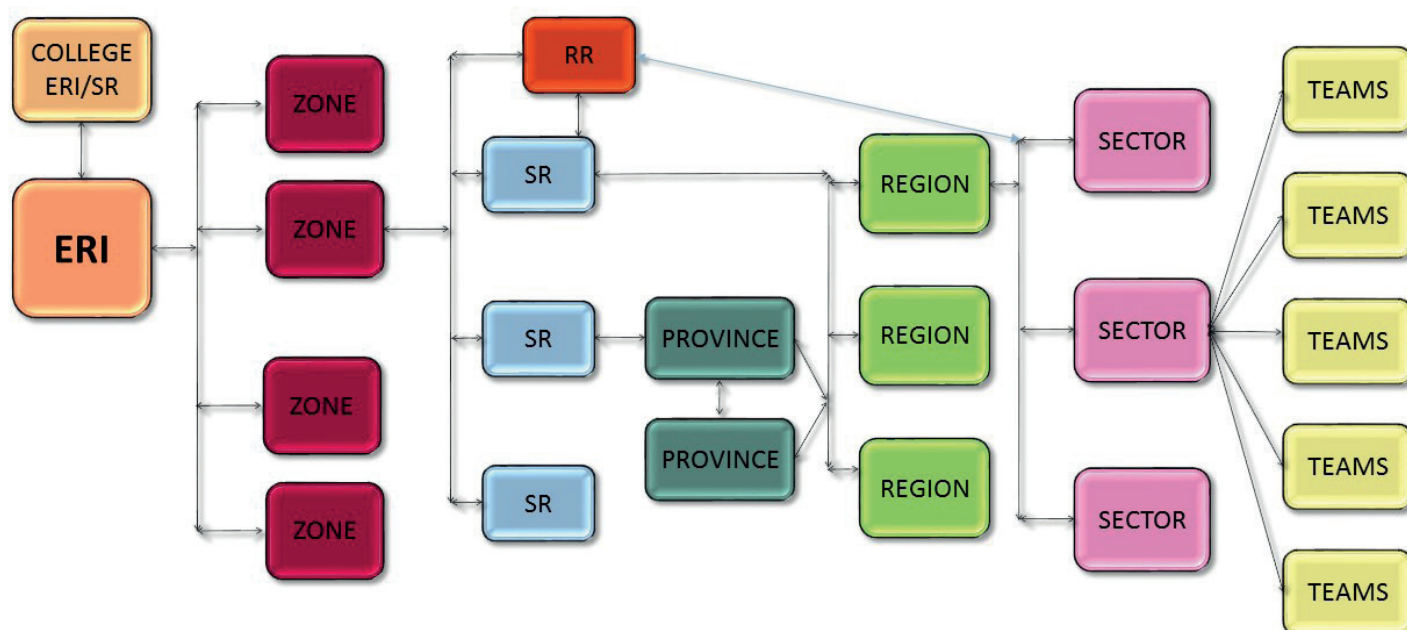 COLLEGE
ERI/SR
ERI
ZONE
ZONE
ZONE
ZONE
RR
SR
SR
SR
PROVINCE
PROVINCE
REGION
REGION
REGION
SECTOR
SECTOR
SECTOR
TEAMS
TEAMS
TEAMS
TEAMS
TEAMS